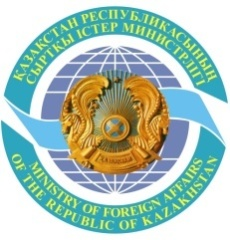 ҚАЗАҚСТАН РЕСПУБЛИКАСЫНЫҢ
СЫРТҚЫ ІСТЕР МИНИСТРЛІГІ
MINISTRY OF FOREIGN AFFAIRS
OF THE REPUBLIC OF KAZAKHSTAN